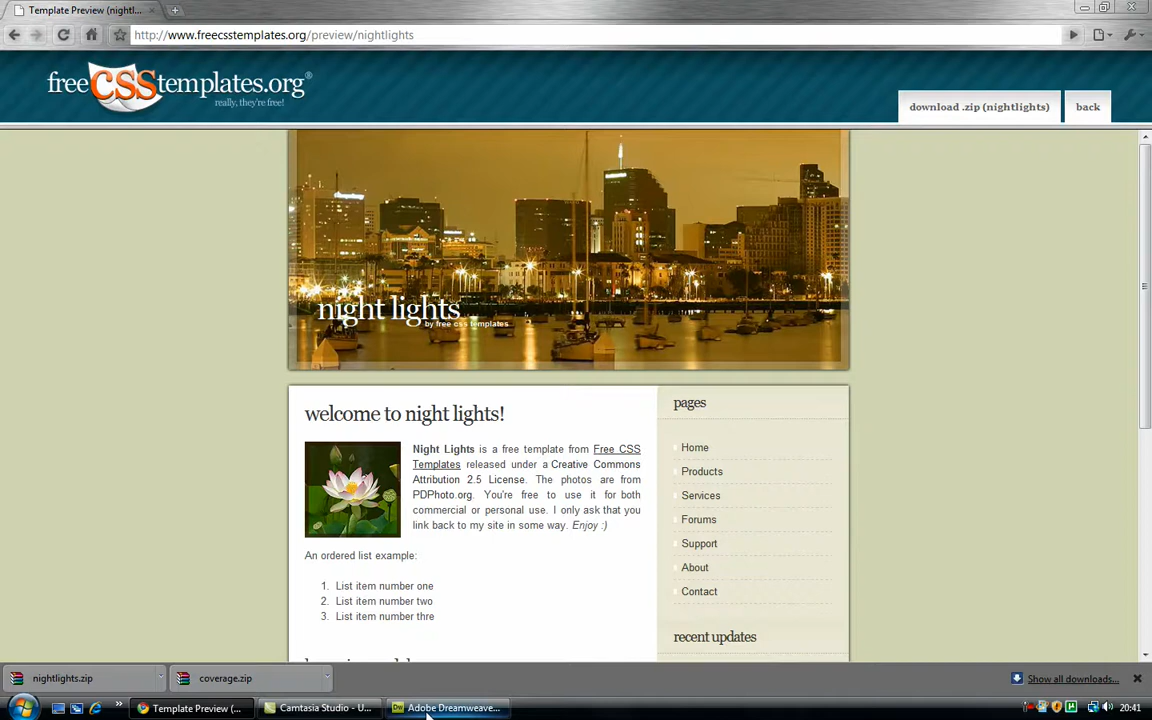 Template Preview (nightl...
http://www.freecsstemplates.org/preview/nightlights
freeCSStemplates.org®
really, they're free!
download .zip (nightlights)
back
night lights
by free css templates
welcome to night lights!
Night Lights is a free template from Free CSS
Templates released under a Creative Commons
Attribution 2.5 License. The photos are from
PDPhoto.org. You're free to use it for both
commercial or personal use. I only ask that you
link back to my site in some way. Enjoy :)
An ordered list example:
1. List item number one
2. List item number two
3. List item number thre
pages
Home
Products
Services
Forums
Support
About
Contact
recent updates
nightlights.zip
coverage.zip
Show all downloads...
Template Preview (...
Camtasia Studio - U...
Dw
Adobe Dreamweave...
20:41